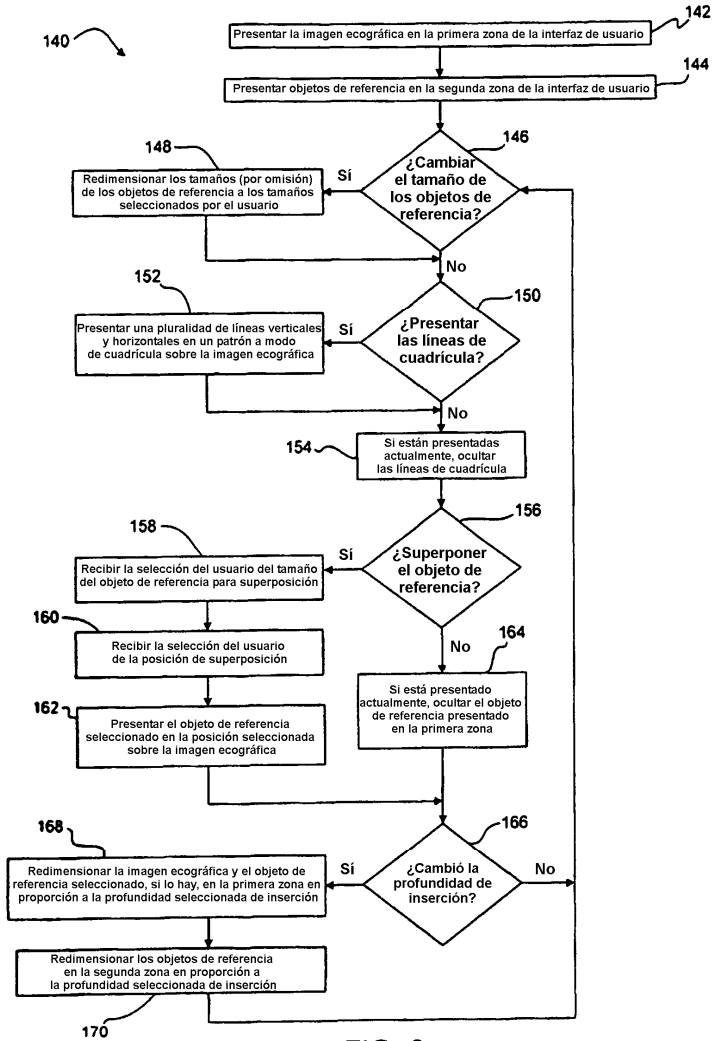 140
142
Presentar la imagen ecográfica en la primera zona de la interfaz de usuario
144
Presentar objetos de referencia en la segunda zona de la interfaz de usuario
146
¿Cambiar
el tamaño de
los objetos de
referencia?
148
Sí
Redimensionar los tamaños (por omisión)
de los objetos de referencia a los tamaños
seleccionados por el usuario
No
150
¿Presentar
las líneas de
cuadrícula?
152
Sí
Presentar una pluralidad de líneas verticales
y horizontales en un patrón a modo
de cuadrícula sobre la imagen ecográfica
No
154
Si están presentadas
actualmente, ocultar
las líneas de cuadrícula
156
¿Superponer
el objeto de
referencia?
158
Sí
Recibir la selección del usuario del tamaño
del objeto de referencia para superposición
160
Recibir la selección del usuario
de la posición de superposición
162
Presentar el objeto de referencia
seleccionado en la posición seleccionada
sobre la imagen ecográfica
No
164
Si está presentado
actualmente, ocultar el objeto
de referencia presentado
en la primera zona
166
¿Cambió la
profundidad de
inserción?
No
168
Sí
Redimensionar la imagen ecográfica y el objeto de
referencia seleccionado, si lo hay, en la primera zona en
proporción a la profundidad seleccionada de inserción
Redimensionar los objetos de referencia
en la segunda zona en proporción a
la profundidad seleccionada de inserción
170